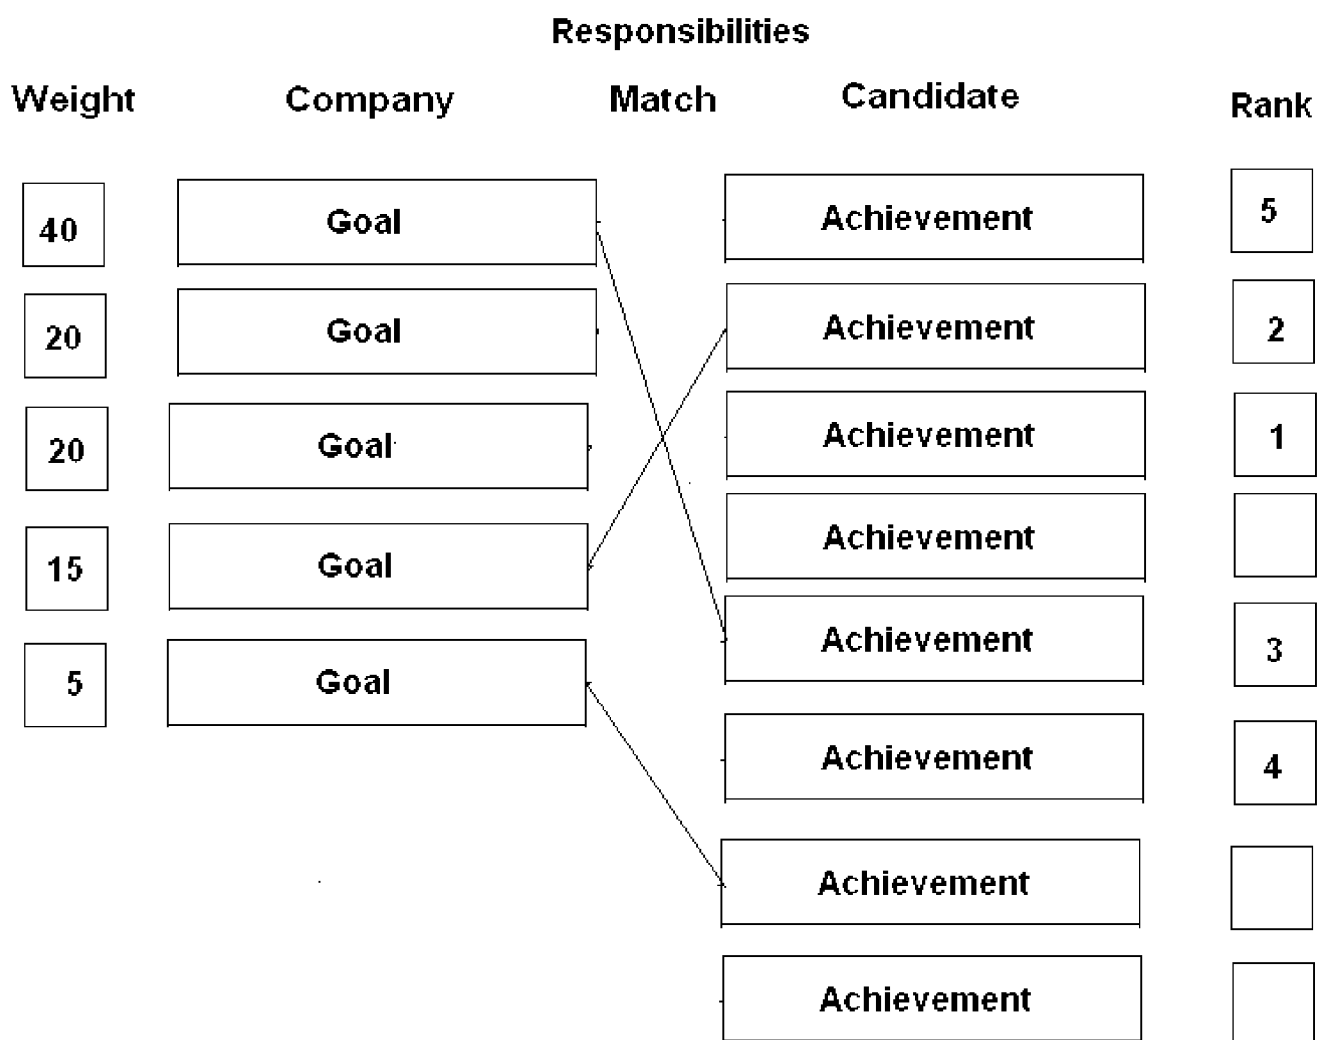 Responsibilities
Weight Company Match Candidate Rank
40 Goal Achievement 5
20 Goal Achievement 2
20 Goal Achievement 1
Achievement
15 Goal
Achievement 3
5 Goal
Achievement 4
Achievement
Achievement